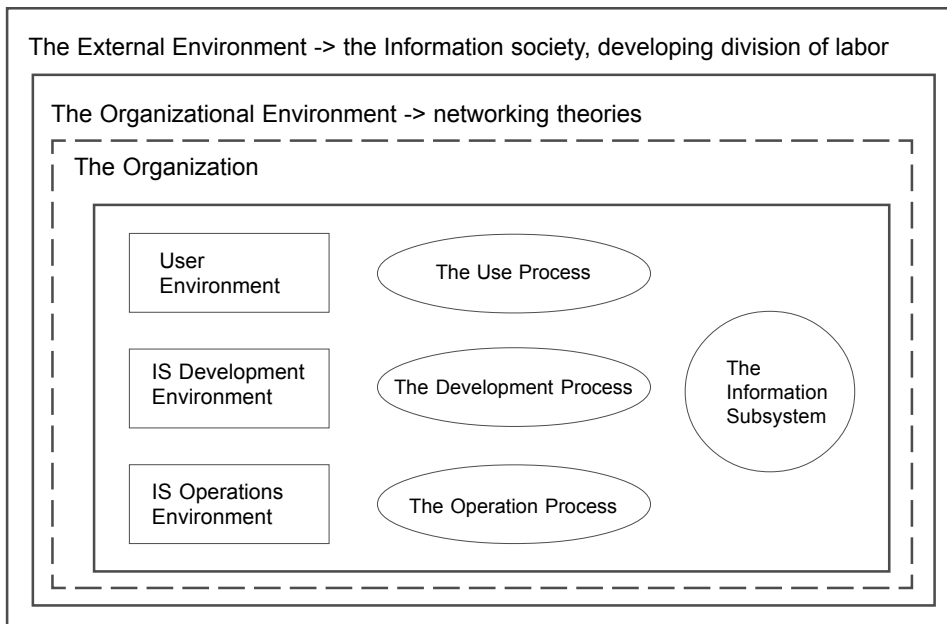 The External Environment -> the Information society, developing division of labor
The Organizational Environment -> networking theories
The Organization
User
Environment
The Use Process
IS Development
Environment
The Development Process
The
Information
Subsystem
IS Operations
Environment
The Operation Process